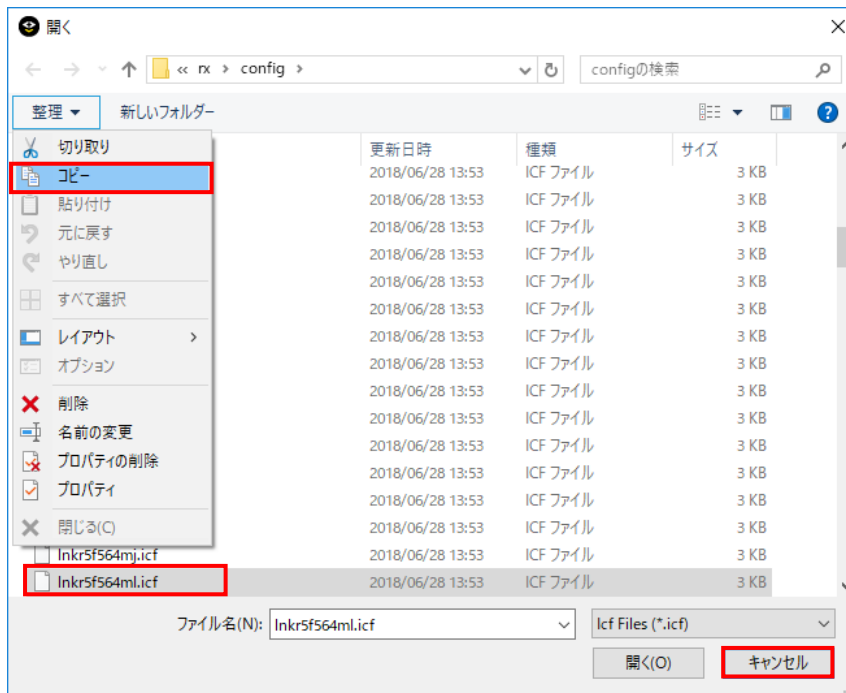 開く
« rx › config ›
configの検索
整理 ▼ 新しいフォルダー
更新日時 種類 サイズ
切り取り
コピー
貼り付け
元に戻す
やり直し
すべて選択
レイアウト
オプション
削除
名前の変更
プロパティの削除
プロパティ
閉じる(C)
2018/06/28 13:53 ICF ファイル 3 KB
2018/06/28 13:53 ICF ファイル 3 KB
2018/06/28 13:53 ICF ファイル 3 KB
2018/06/28 13:53 ICF ファイル 3 KB
2018/06/28 13:53 ICF ファイル 3 KB
2018/06/28 13:53 ICF ファイル 3 KB
2018/06/28 13:53 ICF ファイル 3 KB
2018/06/28 13:53 ICF ファイル 3 KB
2018/06/28 13:53 ICF ファイル 3 KB
2018/06/28 13:53 ICF ファイル 3 KB
2018/06/28 13:53 ICF ファイル 3 KB
2018/06/28 13:53 ICF ファイル 3 KB
2018/06/28 13:53 ICF ファイル 3 KB
2018/06/28 13:53 ICF ファイル 3 KB
lnkr5f564mj.icf 2018/06/28 13:53 ICF ファイル 3 KB
lnkr5f564ml.icf 2018/06/28 13:53 ICF ファイル 3 KB
ファイル名(N): lnkr5f564ml.icf Icf Files (*.icf)
開く(O) キャンセル